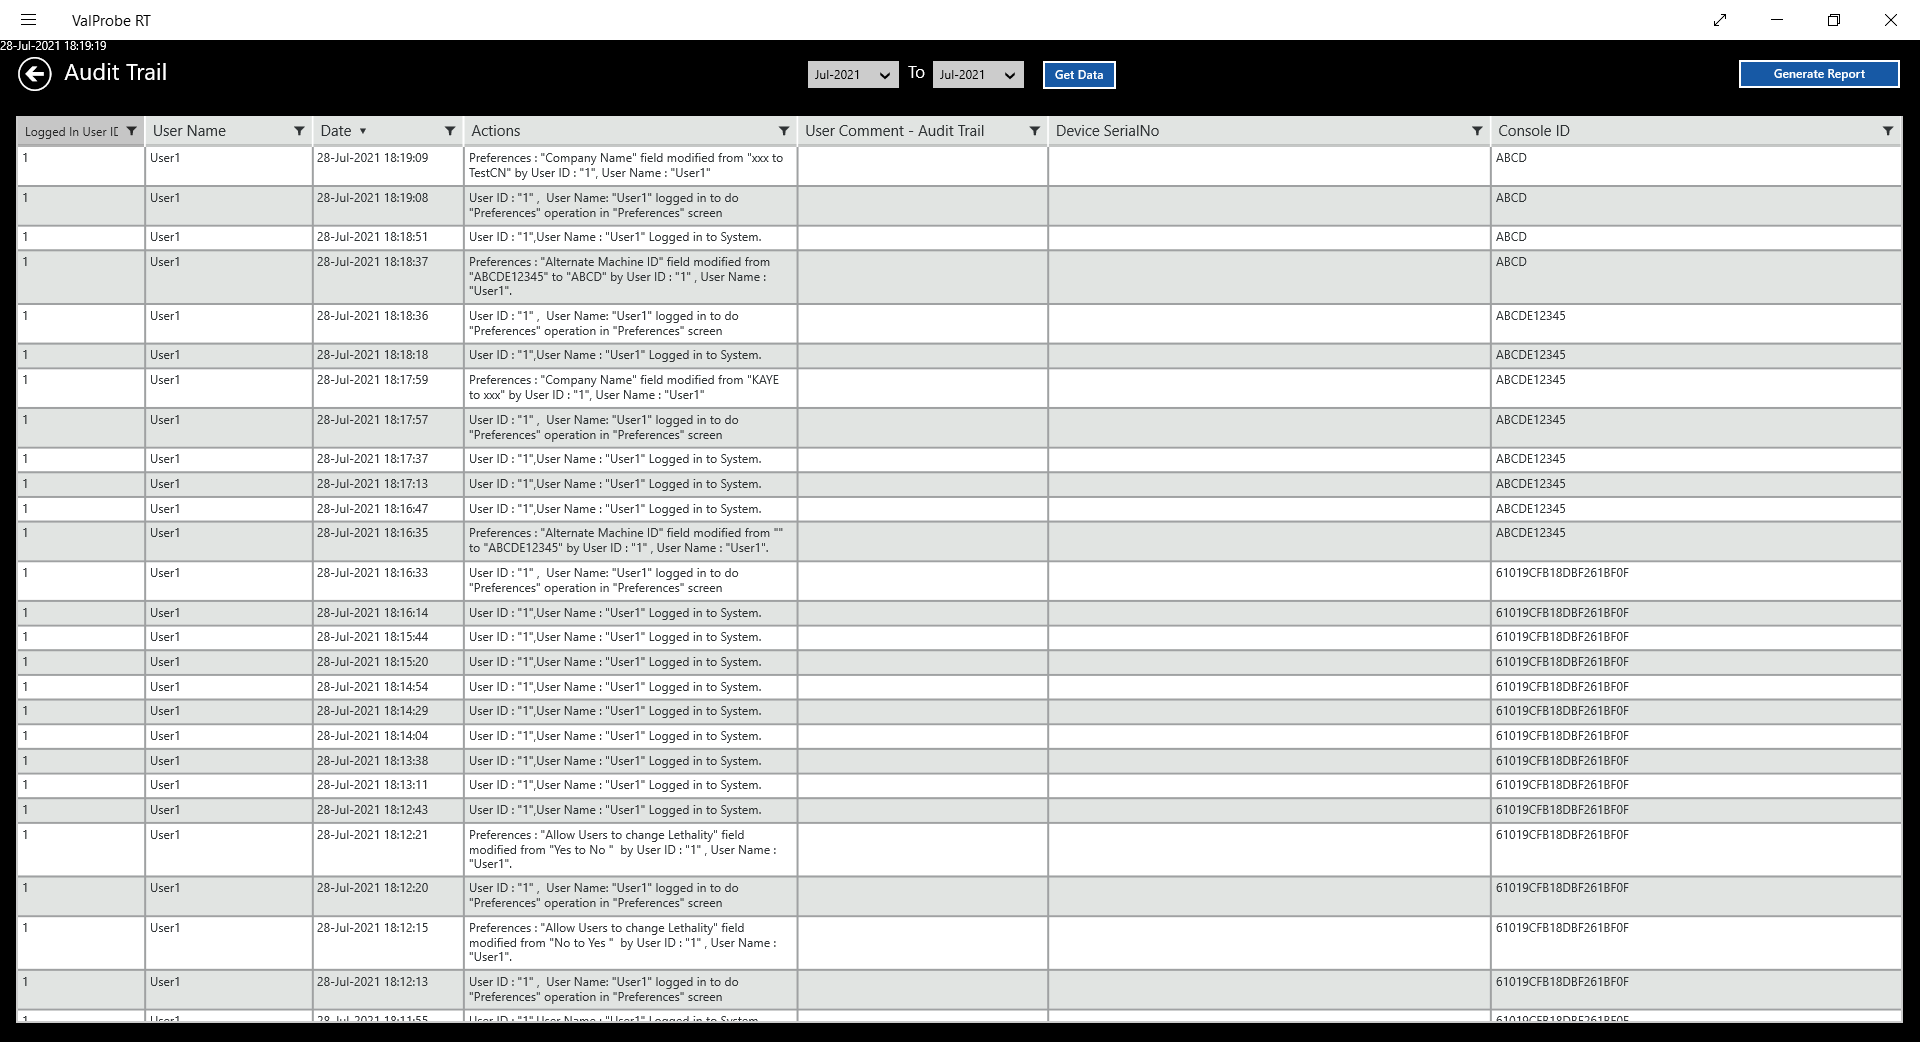 ValProbe RT
28-Jul-2021 18:19:19
Audit Trail
Jul-2021 To Jul-2021 Get Data Generate Report
Logged In User ID User Name Date Actions User Comment - Audit Trail Device SerialNo Console ID
1 User1 28-Jul-2021 18:19:09 Preferences : "Company Name" field modified from "xxx to ABCD
TestCN" by User ID : "1", User Name : "User1"
1 User1 28-Jul-2021 18:19:08 User ID : "1" , User Name: "User1" logged in to do ABCD
"Preferences" operation in "Preferences" screen
1 User1 28-Jul-2021 18:18:51 User ID : "1",User Name : "User1" Logged in to System. ABCD
1 User1 28-Jul-2021 18:18:37 Preferences : "Alternate Machine ID" field modified from ABCD
"ABCDE12345" to "ABCD" by User ID : "1" , User Name :
"User1".
1 User1 28-Jul-2021 18:18:36 User ID : "1" , User Name: "User1" logged in to do ABCDE12345
"Preferences" operation in "Preferences" screen
1 User1 28-Jul-2021 18:18:18 User ID : "1",User Name : "User1" Logged in to System. ABCDE12345
1 User1 28-Jul-2021 18:17:59 Preferences : "Company Name" field modified from "KAYE ABCDE12345
to xxx" by User ID : "1", User Name : "User1"
1 User1 28-Jul-2021 18:17:57 User ID : "1" , User Name: "User1" logged in to do ABCDE12345
"Preferences" operation in "Preferences" screen
1 User1 28-Jul-2021 18:17:37 User ID : "1",User Name : "User1" Logged in to System. ABCDE12345
1 User1 28-Jul-2021 18:17:13 User ID : "1",User Name : "User1" Logged in to System. ABCDE12345
1 User1 28-Jul-2021 18:16:47 User ID : "1",User Name : "User1" Logged in to System. ABCDE12345
1 User1 28-Jul-2021 18:16:35 Preferences : "Alternate Machine ID" field modified from "" ABCDE12345
to "ABCDE12345" by User ID : "1" , User Name : "User1".
1 User1 28-Jul-2021 18:16:33 User ID : "1" , User Name: "User1" logged in to do 61019CFB18DBF261BF0F
"Preferences" operation in "Preferences" screen
1 User1 28-Jul-2021 18:16:14 User ID : "1",User Name : "User1" Logged in to System. 61019CFB18DBF261BF0F
1 User1 28-Jul-2021 18:15:44 User ID : "1",User Name : "User1" Logged in to System. 61019CFB18DBF261BF0F
1 User1 28-Jul-2021 18:15:20 User ID : "1",User Name : "User1" Logged in to System. 61019CFB18DBF261BF0F
1 User1 28-Jul-2021 18:14:54 User ID : "1",User Name : "User1" Logged in to System. 61019CFB18DBF261BF0F
1 User1 28-Jul-2021 18:14:29 User ID : "1",User Name : "User1" Logged in to System. 61019CFB18DBF261BF0F
1 User1 28-Jul-2021 18:14:04 User ID : "1",User Name : "User1" Logged in to System. 61019CFB18DBF261BF0F
1 User1 28-Jul-2021 18:13:38 User ID : "1",User Name : "User1" Logged in to System. 61019CFB18DBF261BF0F
1 User1 28-Jul-2021 18:13:11 User ID : "1",User Name : "User1" Logged in to System. 61019CFB18DBF261BF0F
1 User1 28-Jul-2021 18:12:43 User ID : "1",User Name : "User1" Logged in to System. 61019CFB18DBF261BF0F
1 User1 28-Jul-2021 18:12:21 Preferences : "Allow Users to change Lethality" field 61019CFB18DBF261BF0F
modified from "Yes to No " by User ID : "1" , User Name :
"User1".
1 User1 28-Jul-2021 18:12:20 User ID : "1" , User Name: "User1" logged in to do 61019CFB18DBF261BF0F
"Preferences" operation in "Preferences" screen
1 User1 28-Jul-2021 18:12:15 Preferences : "Allow Users to change Lethality" field 61019CFB18DBF261BF0F
modified from "No to Yes " by User ID : "1" , User Name :
"User1".
1 User1 28-Jul-2021 18:12:13 User ID : "1" , User Name: "User1" logged in to do 61019CFB18DBF261BF0F
"Preferences" operation in "Preferences" screen
1 User1 28-Jul-2021 18:11:55 User ID : "1",User Name : "User1" Logged in to System. 61019CFB18DBF261BF0F